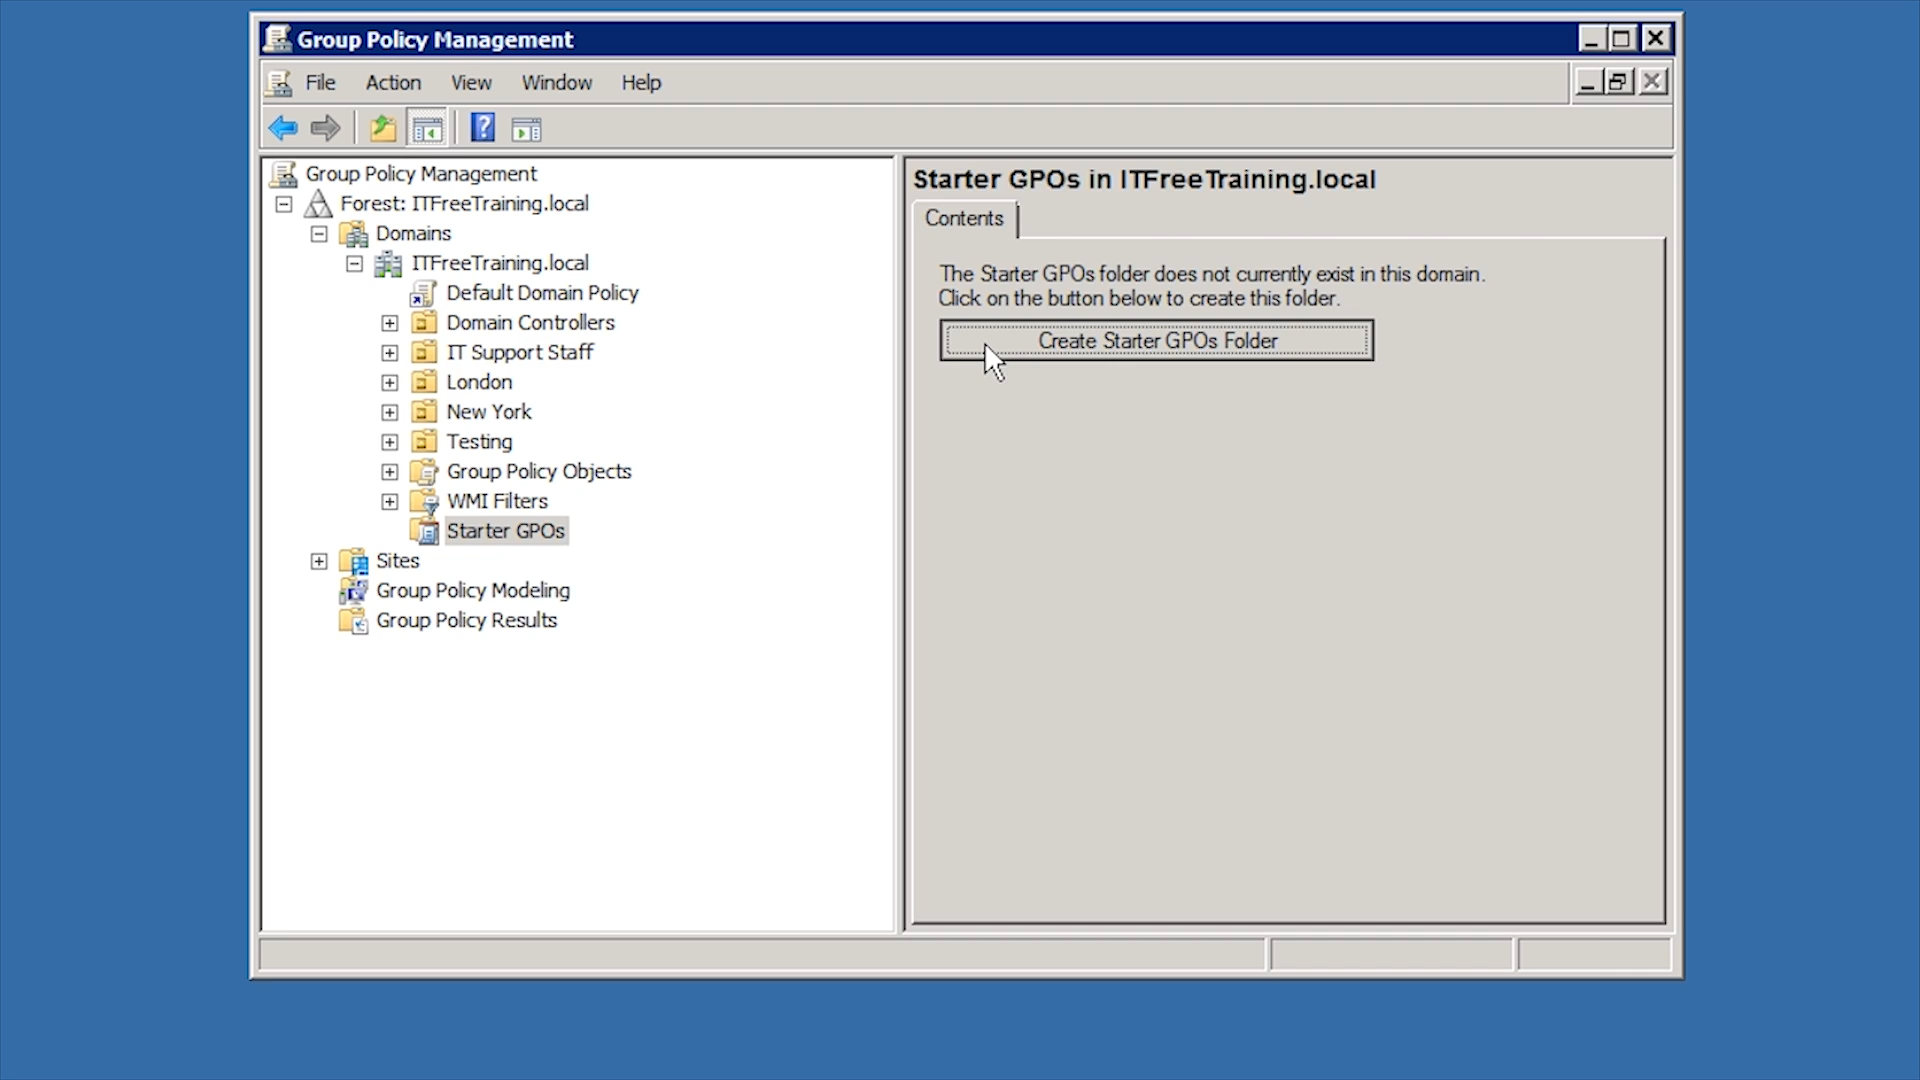 Group Policy Management
File Action View Window Help
Group Policy Management
Forest: ITFreeTraining.local
Domains
ITFreeTraining.local
Default Domain Policy
Domain Controllers
IT Support Staff
London
New York
Testing
Group Policy Objects
WMI Filters
Starter GPOs
Sites
Group Policy Modeling
Group Policy Results
Starter GPOs in ITFreeTraining.local
Contents
The Starter GPOs folder does not currently exist in this domain.
Click on the button below to create this folder.
Create Starter GPOs Folder